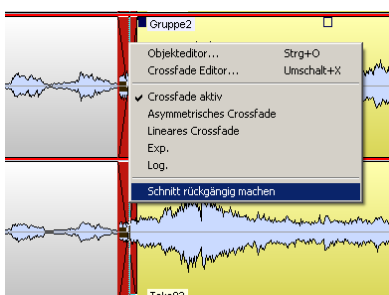 Gruppe2
Objekteditor... Strg+O
Crossfade Editor... Umschalt+X
Crossfade aktiv
Asymmetrisches Crossfade
Lineares Crossfade
Exp.
Log.
Schnitt rückgängig machen